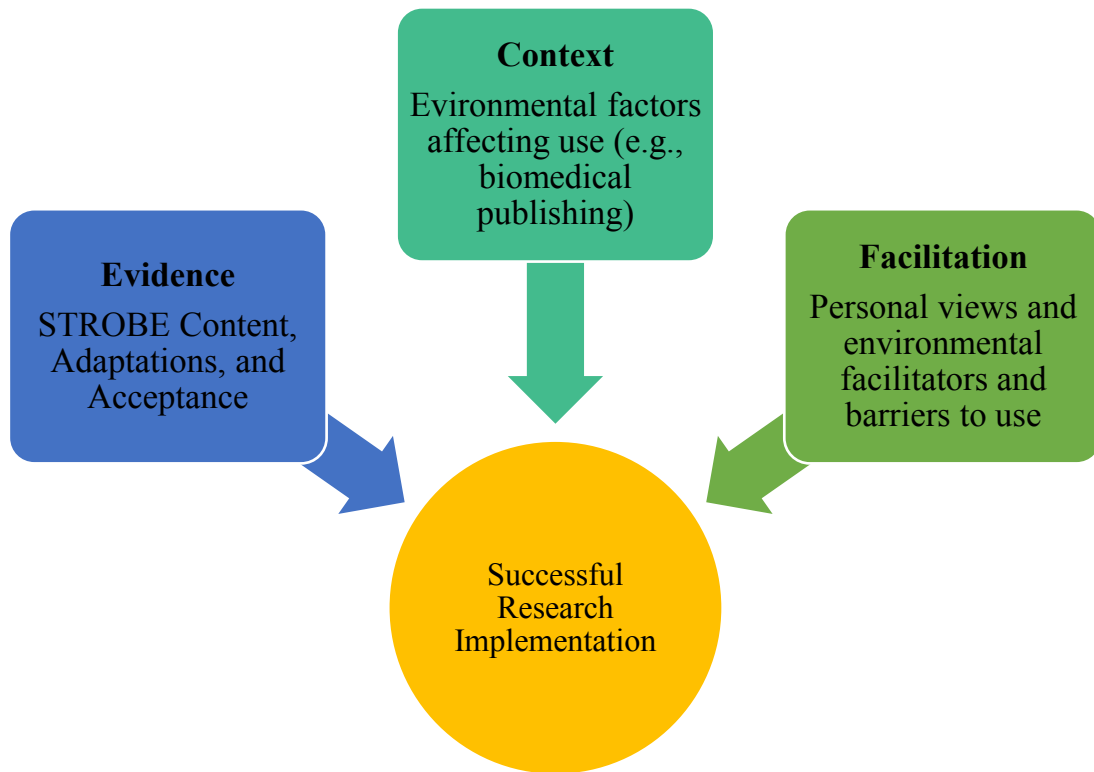 Context
Evironmental factors
affecting use (e.g.,
biomedical
publishing)
Evidence
STROBE Content,
Adaptations, and
Acceptance
Facilitation
Personal views and
environmental
facilitators and
barriers to use
Successful
Research
Implementation